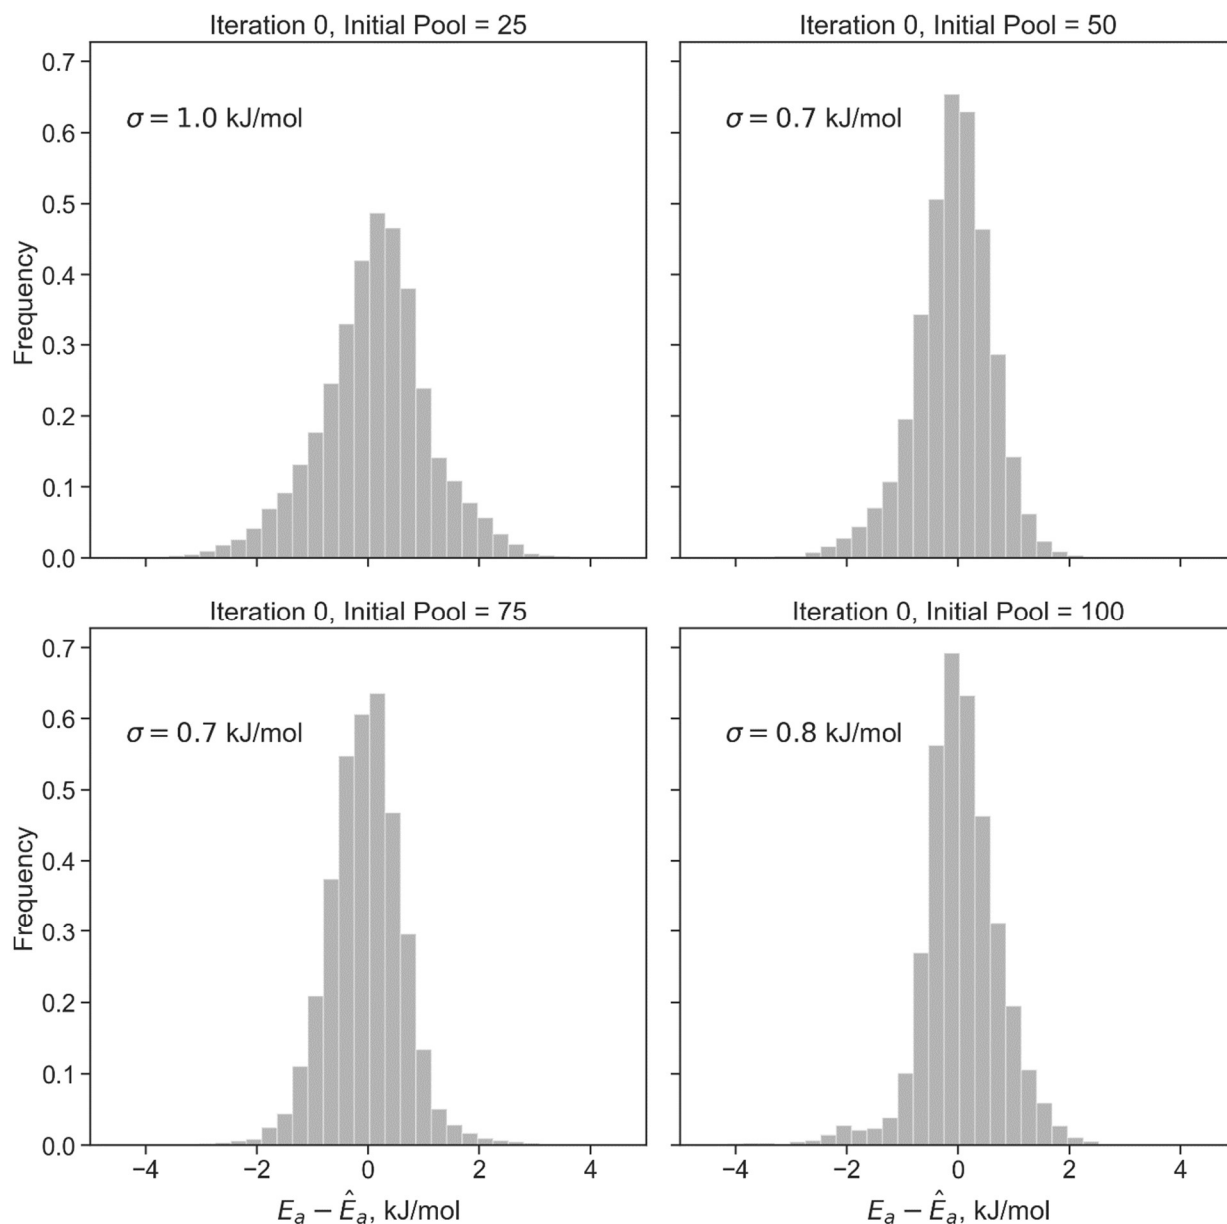 Iteration 0, Initial Pool = 25
Iteration 0, Initial Pool = 50
0.7
0.6
0.5
0.4
0.3
0.2
0.1
0.0
Frequency
σ = 1.0 kJ/mol
σ = 0.7 kJ/mol
Iteration 0, Initial Pool = 75
Iteration 0, Initial Pool = 100
0.7
0.6
0.5
0.4
0.3
0.2
0.1
0.0
Frequency
σ = 0.7 kJ/mol
σ = 0.8 kJ/mol
−4 −2 0 2 4
−4 −2 0 2 4
Eₐ − Êₐ, kJ/mol
Eₐ − Êₐ, kJ/mol